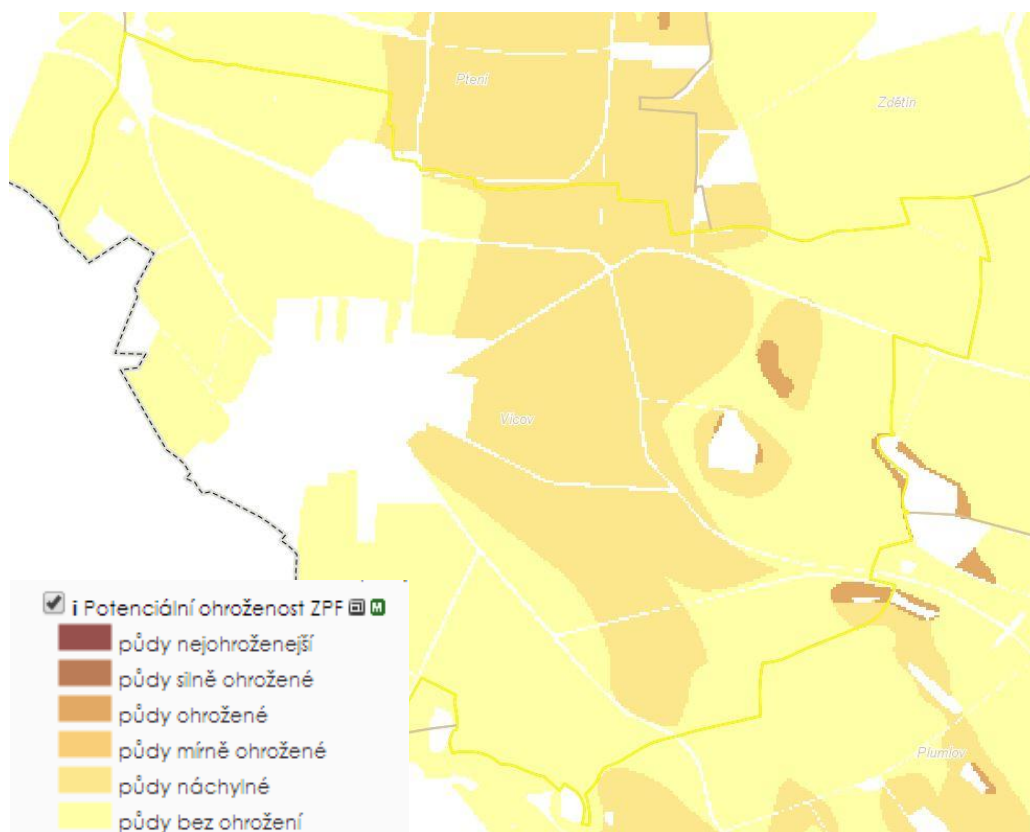 Ptení
Zdětín
Vícov
Plumlov
i Potenciální ohroženost ZPF M
půdy nejohroženější
půdy silně ohrožené
půdy ohrožené
půdy mírně ohrožené
půdy náchylné
půdy bez ohrožení